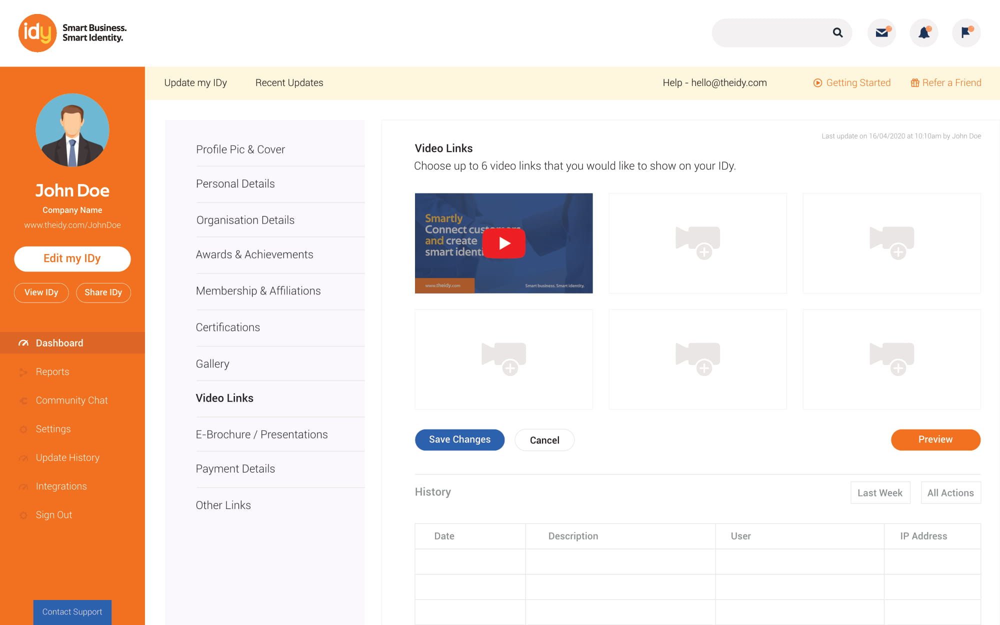 idy
Smart Business.
Smart Identity.
Update my IDy
Recent Updates
Help - hello@theidy.com
Getting Started
Refer a Friend
John Doe
Company Name
www.theidy.com/JohnDoe
Edit my IDy
View IDy
Share IDy
Dashboard
Reports
Community Chat
Settings
Update History
Integrations
Sign Out
Contact Support
Profile Pic & Cover
Personal Details
Organisation Details
Awards & Achievements
Membership & Affiliations
Certifications
Gallery
Video Links
E-Brochure / Presentations
Payment Details
Other Links
Last update on 16/04/2020 at 10:10am by John Doe
Video Links
Choose up to 6 video links that you would like to show on your IDy.
Smartly
Connect customers
and create
smart identi
www.theidy.com
Smart business. Smart identity.
Save Changes
Cancel
Preview
History
Last Week
All Actions
Date
Description
User
IP Address